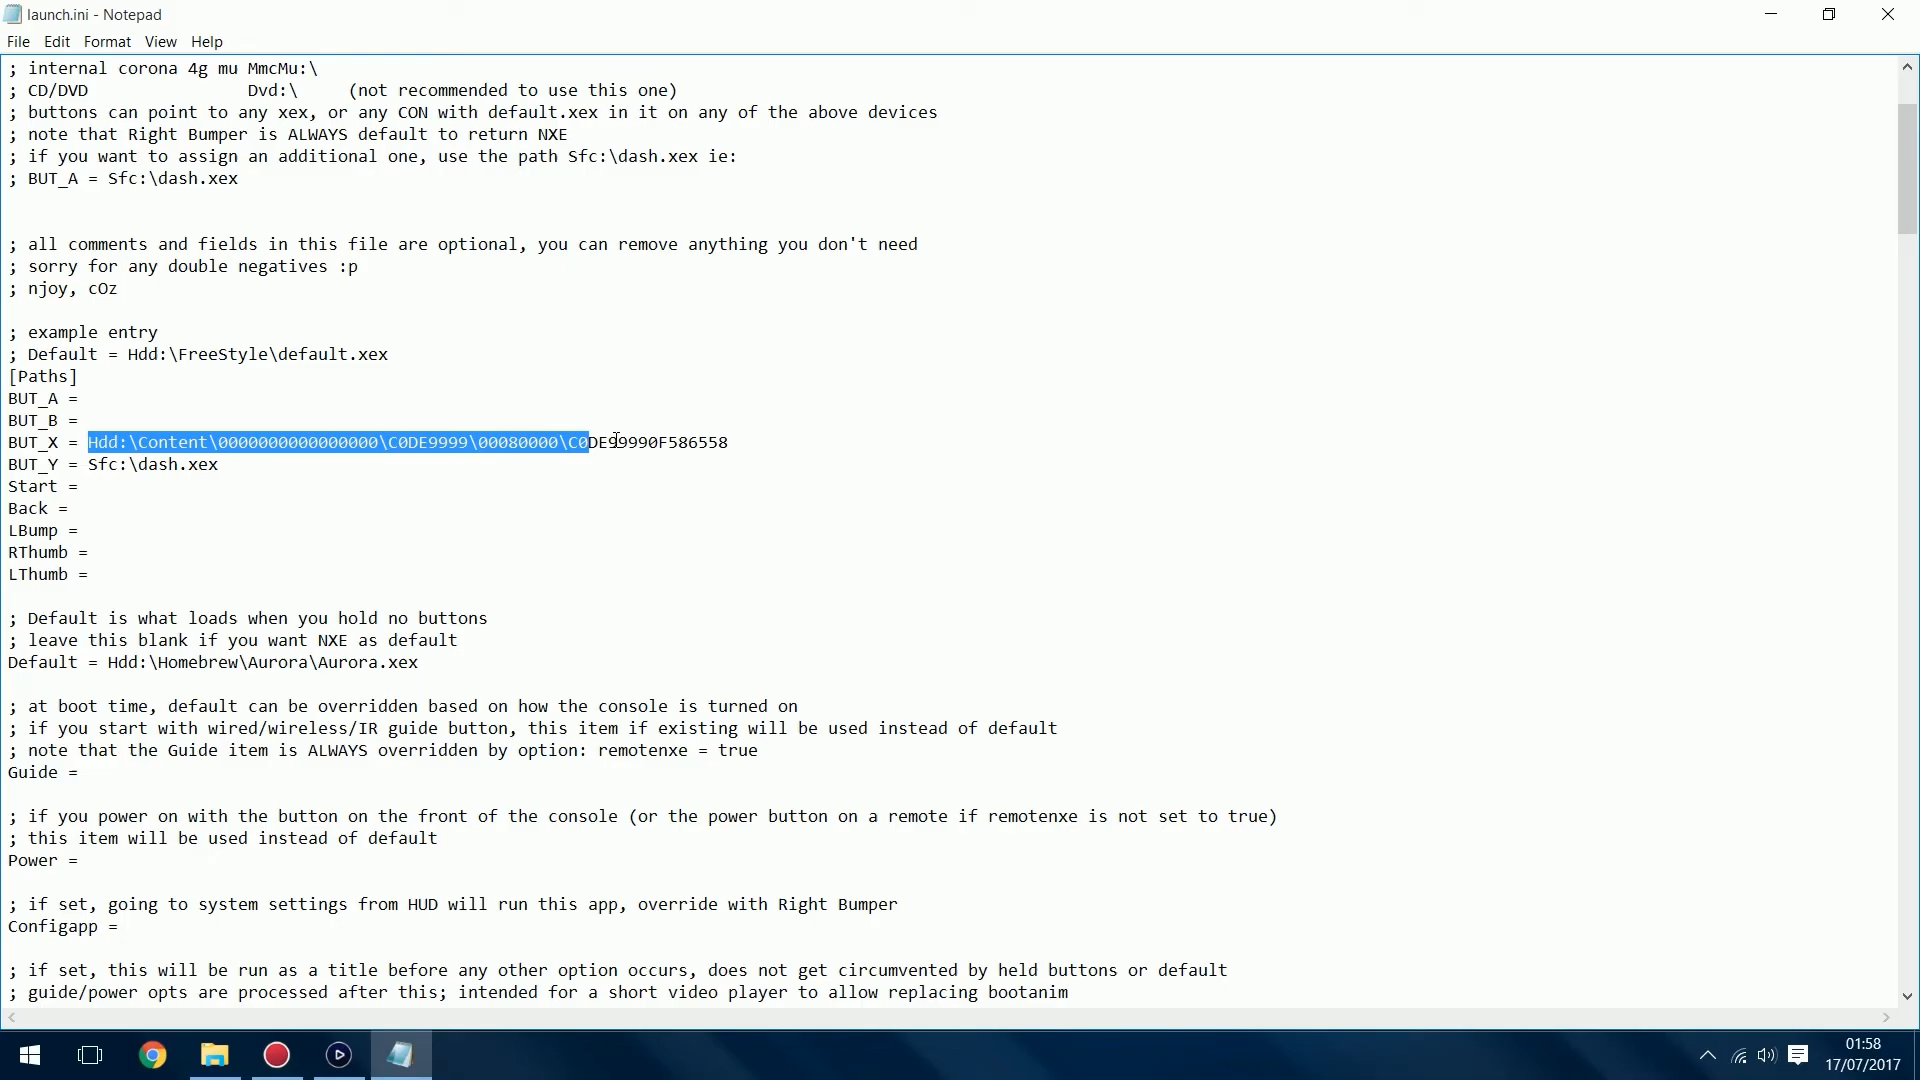 launch.ini - Notepad
File Edit Format View Help
; internal corona 4g mu MmcMu:\
; CD/DVD                Dvd:\     (not recommended to use this one)
; buttons can point to any xex, or any CON with default.xex in it on any of the above devices
; note that Right Bumper is ALWAYS default to return NXE
; if you want to assign an additional one, use the path Sfc:\dash.xex ie:
; BUT_A = Sfc:\dash.xex
; all comments and fields in this file are optional, you can remove anything you don't need
; sorry for any double negatives :p
; njoy, cOz
; example entry
; Default = Hdd:\FreeStyle\default.xex
[Paths]
BUT_A =
BUT_B =
BUT_X = Hdd:\Content\0000000000000000\C0DE9999\00080000\C0DE99990F586558
BUT_Y = Sfc:\dash.xex
Start =
Back =
LBump =
RThumb =
LThumb =
; Default is what loads when you hold no buttons
; leave this blank if you want NXE as default
Default = Hdd:\Homebrew\Aurora\Aurora.xex
; at boot time, default can be overridden based on how the console is turned on
; if you start with wired/wireless/IR guide button, this item if existing will be used instead of default
; note that the Guide item is ALWAYS overridden by option: remotenxe = true
Guide =
; if you power on with the button on the front of the console (or the power button on a remote if remotenxe is not set to true)
; this item will be used instead of default
Power =
; if set, going to system settings from HUD will run this app, override with Right Bumper
Configapp =
; if set, this will be run as a title before any other option occurs, does not get circumvented by held buttons or default
; guide/power opts are processed after this; intended for a short video player to allow replacing bootanim
01:58
17/07/2017